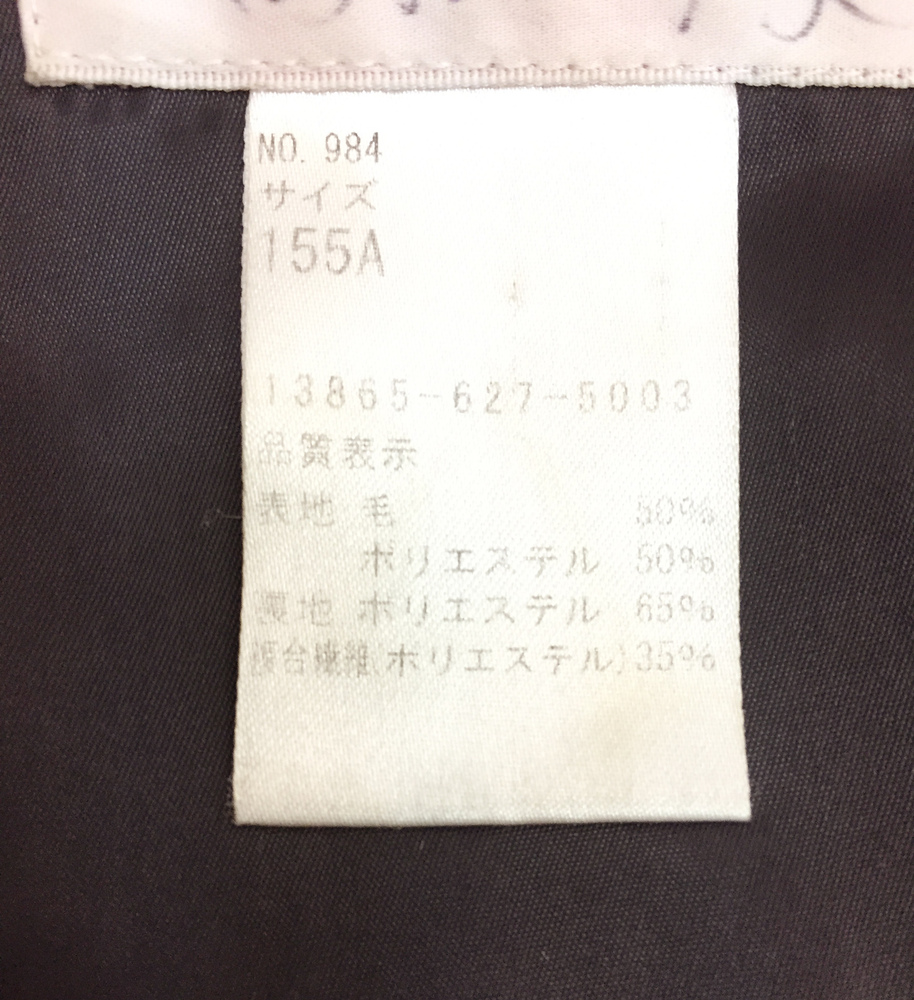 NO. 984
サイズ
155A
13865-627-5003
品質表示
表地 毛 50%
ポリエステル 50%
裏地 ポリエステル 65%
複合繊維(ポリエステル)35%